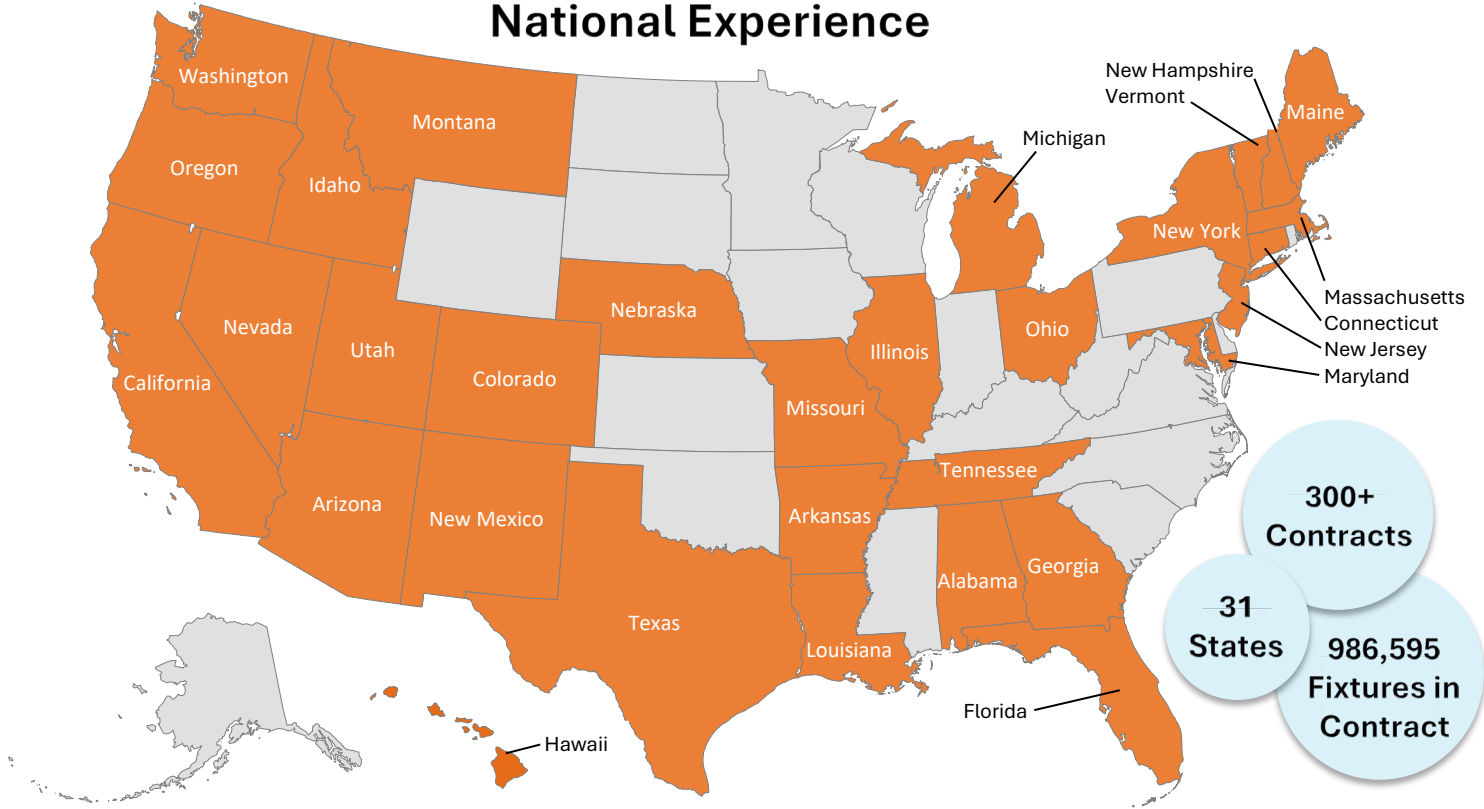 National Experience
Washington
Montana
Oregon
Idaho
Michigan
New Hampshire
Vermont
Maine
New York
Nebraska
Nevada
Utah
Colorado
California
Illinois
Ohio
Missouri
Massachusetts
Connecticut
New Jersey
Maryland
Tennessee
Arizona
New Mexico
Arkansas
Alabama
Georgia
Texas
Louisiana
Florida
Hawaii
300+
Contracts
31
States
986,595
Fixtures in
Contract